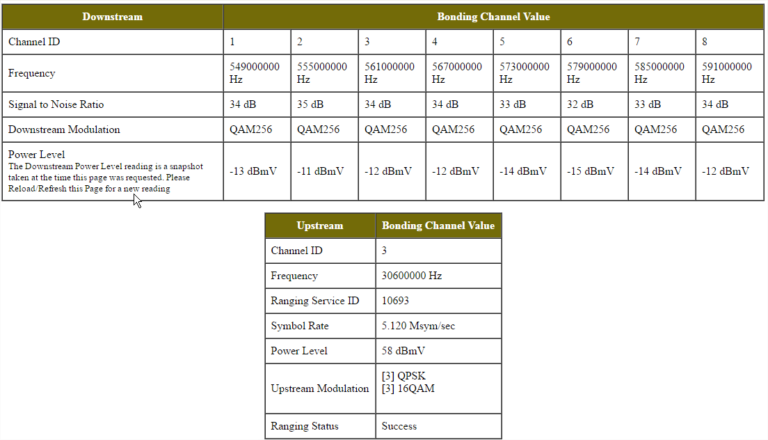 Downstream Bonding Channel Value
Channel ID 1 2 3 4 5 6 7 8
Frequency 549000000 Hz 555000000 Hz 561000000 Hz 567000000 Hz 573000000 Hz 579000000 Hz 585000000 Hz 591000000 Hz
Signal to Noise Ratio 34 dB 35 dB 34 dB 34 dB 33 dB 32 dB 33 dB 34 dB
Downstream Modulation QAM256 QAM256 QAM256 QAM256 QAM256 QAM256 QAM256 QAM256
Power Level
The Downstream Power Level reading is a snapshot
taken at the time this page was requested. Please
Reload/Refresh this Page for a new reading
-13 dBmV -11 dBmV -12 dBmV -12 dBmV -14 dBmV -15 dBmV -14 dBmV -12 dBmV
Upstream Bonding Channel Value
Channel ID 3
Frequency 30600000 Hz
Ranging Service ID 10693
Symbol Rate 5.120 Msym/sec
Power Level 58 dBmV
Upstream Modulation [3] QPSK
[3] 16QAM
Ranging Status Success